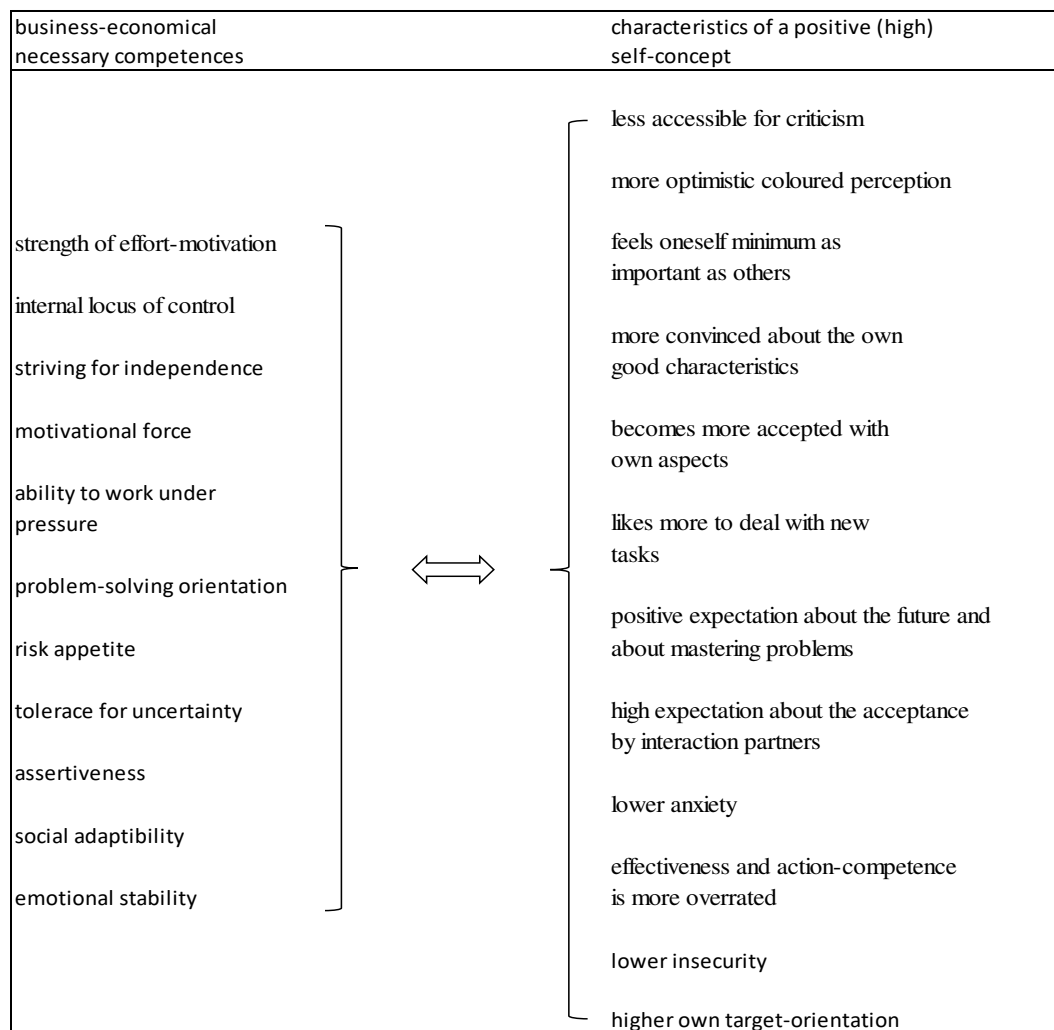 business-economical
necessary competences
characteristics of a positive (high)
self-concept
strength of effort-motivation
internal locus of control
striving for independence
motivational force
ability to work under
pressure
problem-solving orientation
risk appetite
tolerace for uncertainty
assertiveness
social adaptibility
emotional stability
less accessible for criticism
more optimistic coloured perception
feels oneself minimum as
important as others
more convinced about the own
good characteristics
becomes more accepted with
own aspects
likes more to deal with new
tasks
positive expectation about the future and
about mastering problems
high expectation about the acceptance
by interaction partners
lower anxiety
effectiveness and action-competence
is more overrated
lower insecurity
higher own target-orientation